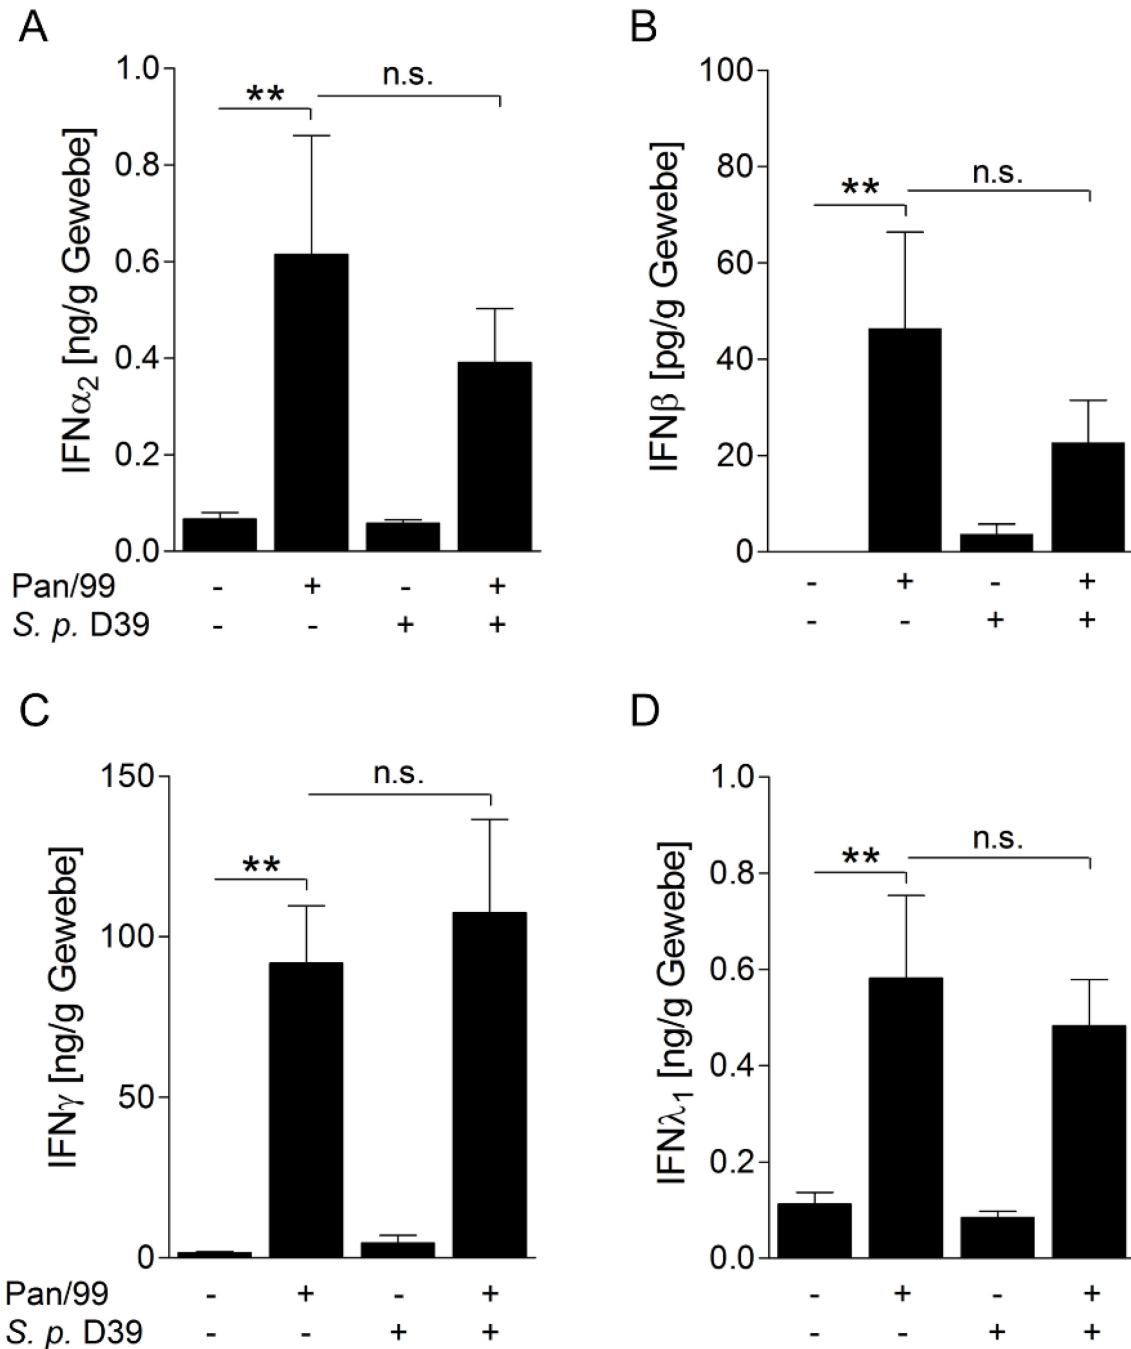 A
IFNα2 [ng/g Gewebe]
1.0
0.8
0.6
0.4
0.2
0.0
** n.s.
Pan/99 - + - +
S. p. D39 - - + +
B
IFNβ [pg/g Gewebe]
100
80
60
40
20
0
** n.s.
- + - +
- - + +
C
IFNγ [ng/g Gewebe]
150
100
50
0
** n.s.
Pan/99 - + - +
S. p. D39 - - + +
D
IFNλ1 [ng/g Gewebe]
1.0
0.8
0.6
0.4
0.2
0.0
** n.s.
- + - +
- - + +